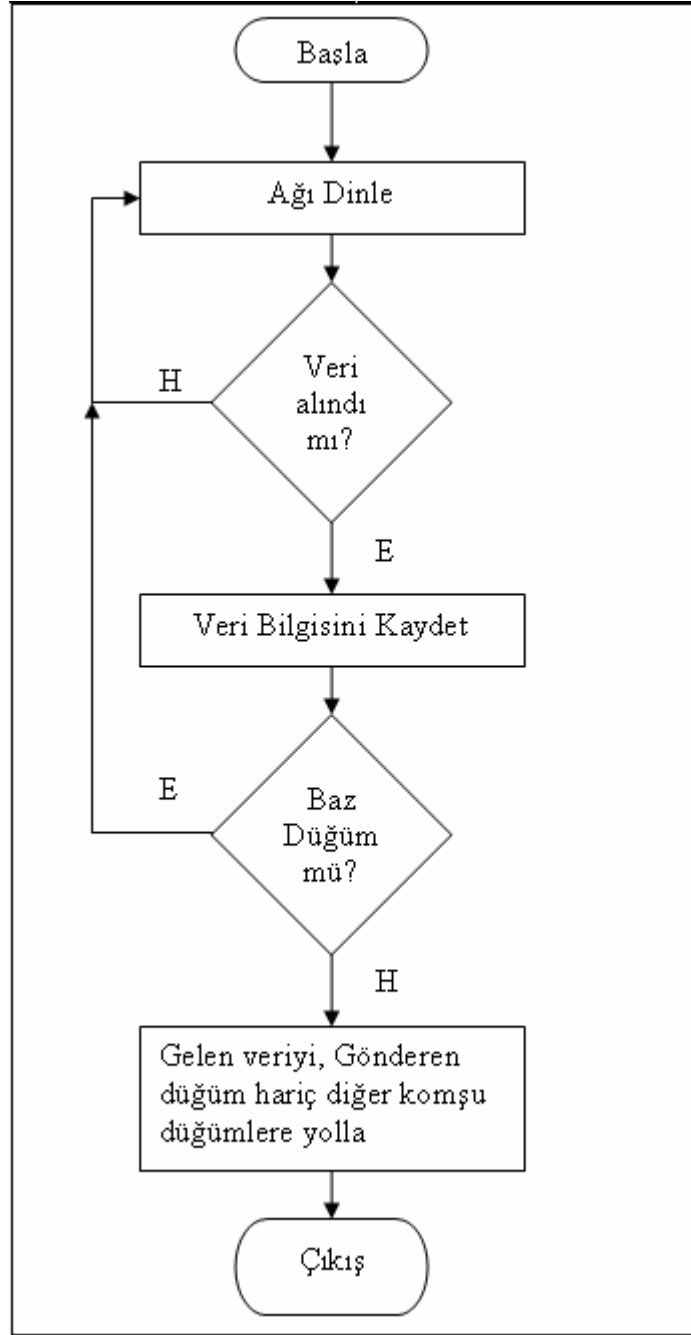 Başla
Ağı Dinle
Veri
alındı
mı?
H
E
Veri Bilgisini Kaydet
Baz
Düğüm
mü?
E
H
Gelen veriyi, Gönderen
düğüm hariç diğer komşu
düğümlere yolla
Çıkış